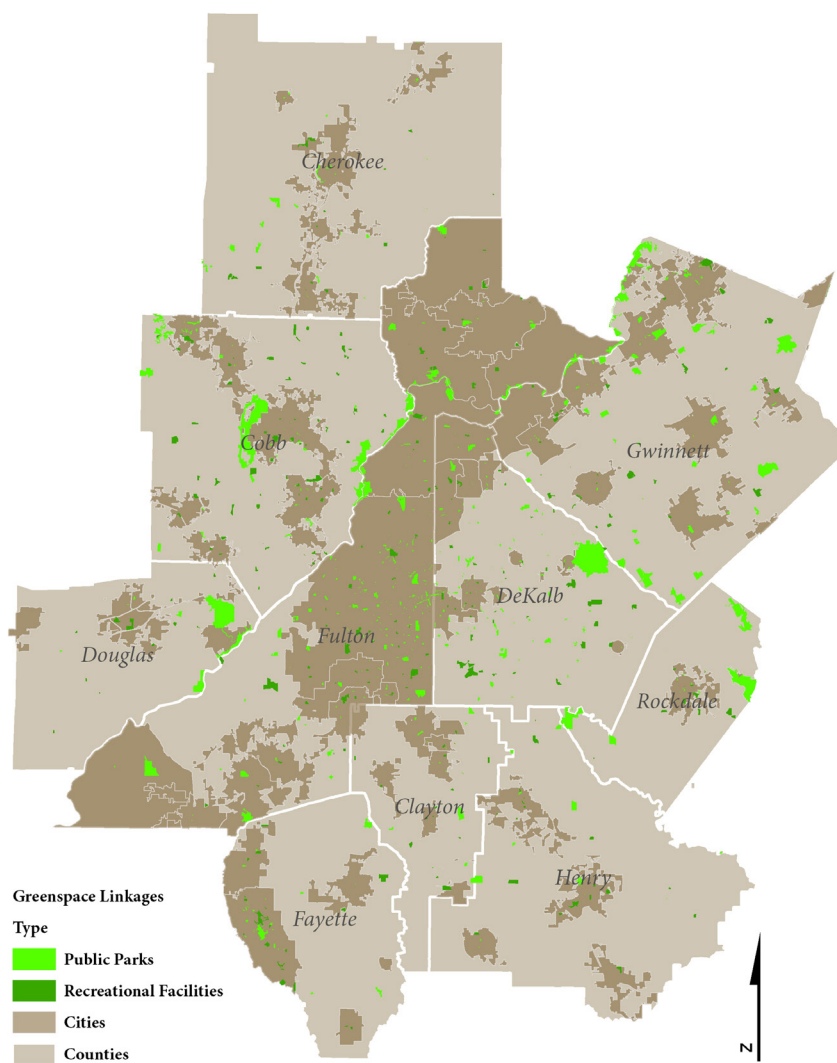 Cherokee
Cobb
Gwinnett
DeKalb
Fulton
Douglas
Rockdale
Clayton
Henry
Fayette
Greenspace Linkages
Type
Public Parks
Recreational Facilities
Cities
Counties
N